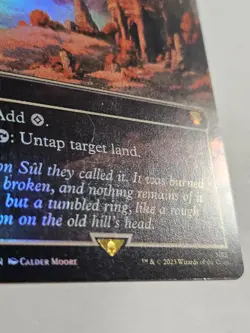 Add
: Untap target land.
on Sûl they called it. It was burned
broken, and nothing remains of it
but a tumbled ring, like a rough
on on the old hill's head.
N CALDER MOORE
™ & © 2023 Wizards of the Coast